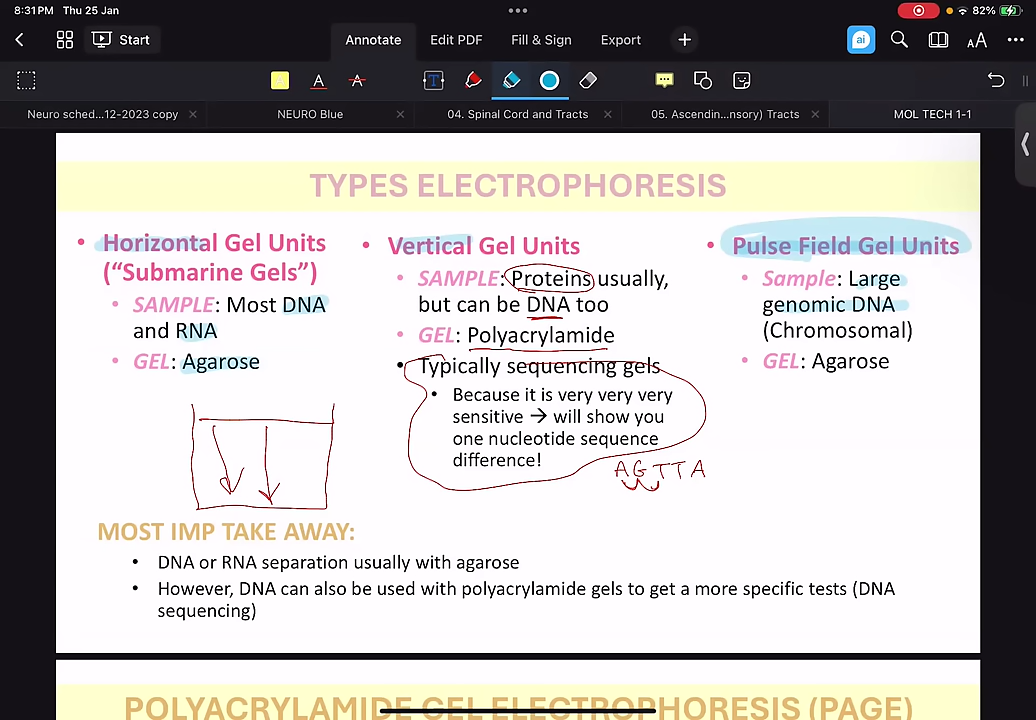 8:31PM Thu 25 Jan
82%
Start
Annotate
Edit PDF
Fill & Sign
Export
ai
AA
A
A
T
Neuro sched...12-2023 copy
NEURO Blue
04. Spinal Cord and Tracts
05. Ascendin...nsory) Tracts
MOL TECH 1-1
TYPES ELECTROPHORESIS
• Horizontal Gel Units
("Submarine Gels")
• SAMPLE: Most DNA
and RNA
• GEL: Agarose
• Vertical Gel Units
• SAMPLE: Proteins usually,
but can be DNA too
• GEL: Polyacrylamide
• Typically sequencing gels
• Because it is very very very
sensitive → will show you
one nucleotide sequence
difference!
AGTTA
• Pulse Field Gel Units
• Sample: Large
genomic DNA
(Chromosomal)
• GEL: Agarose
MOST IMP TAKE AWAY:
• DNA or RNA separation usually with agarose
• However, DNA can also be used with polyacrylamide gels to get a more specific tests (DNA
sequencing)
POLYACRYLAMIDE GEL ELECTROPHORESIS (PAGE)